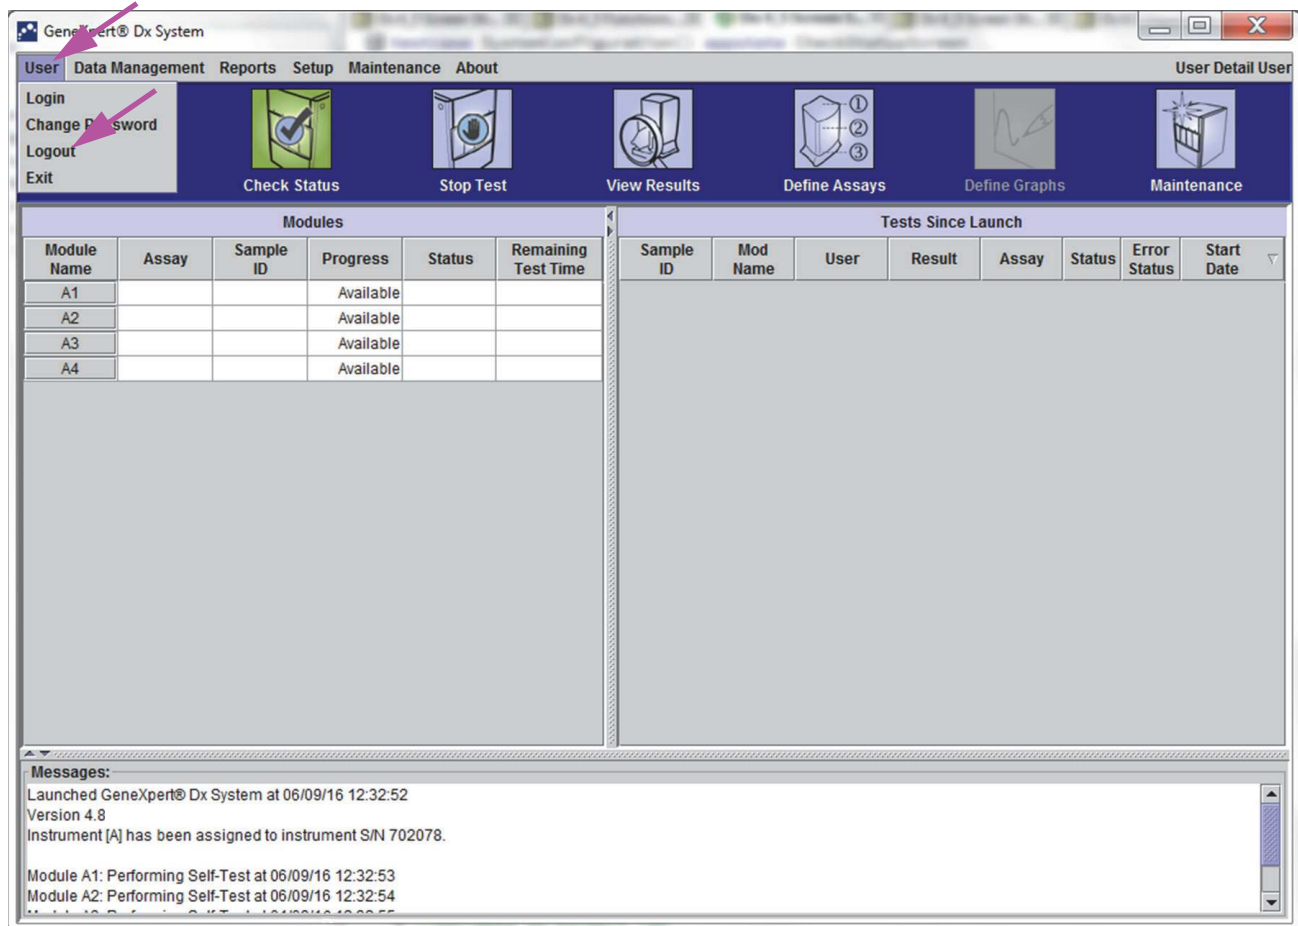 GeneXpert® Dx System
User Data Management Reports Setup Maintenance About User Detail User
Login
Change Password
Logout
Exit
Check Status Stop Test View Results Define Assays Define Graphs Maintenance
Modules
Module Name Assay Sample ID Progress Status Remaining Test Time
A1 Available
A2 Available
A3 Available
A4 Available
Tests Since Launch
Sample ID Mod Name User Result Assay Status Error Status Start Date
Messages:
Launched GeneXpert® Dx System at 06/09/16 12:32:52
Version 4.8
Instrument [A] has been assigned to instrument S/N 702078.
Module A1: Performing Self-Test at 06/09/16 12:32:53
Module A2: Performing Self-Test at 06/09/16 12:32:54